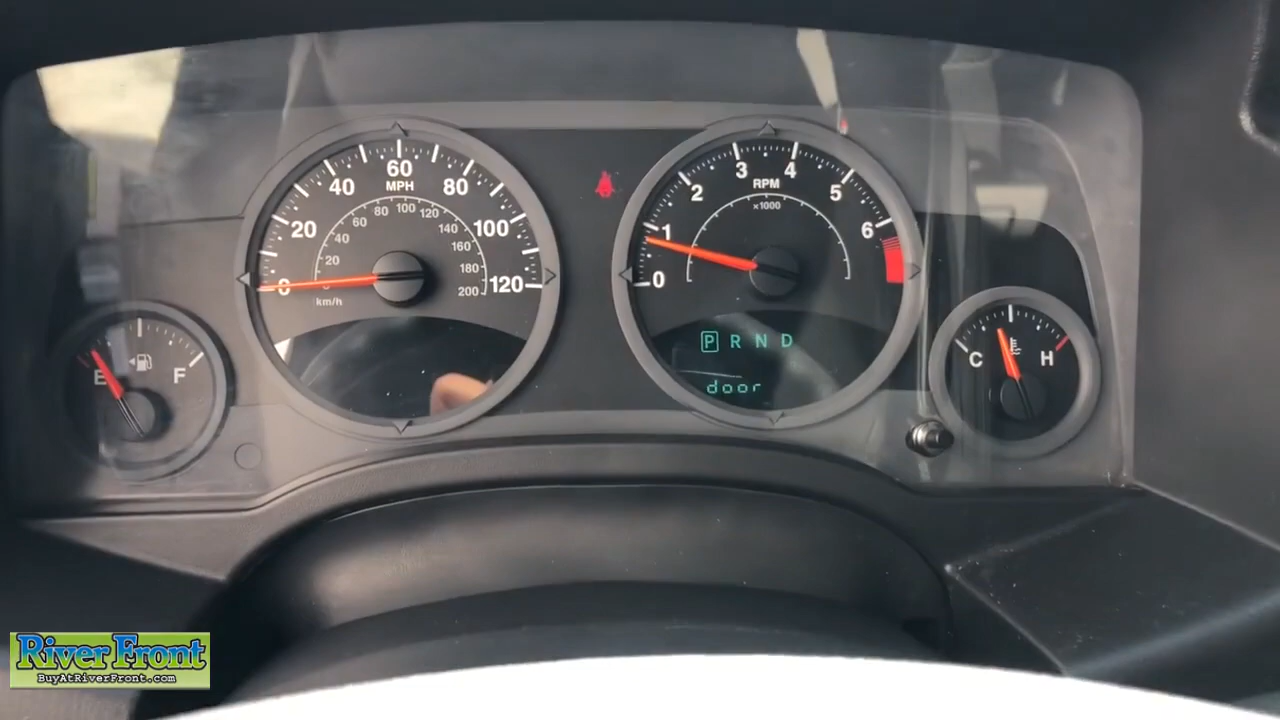 0 20 40 60 80 100 120
MPH
20 40 60 80 100 120 140 160 180 200
km/h
0 1 2 3 4 5 6
RPM
x1000
P R N D
door
E F
C H
River Front
BuyAtRiverFront.com